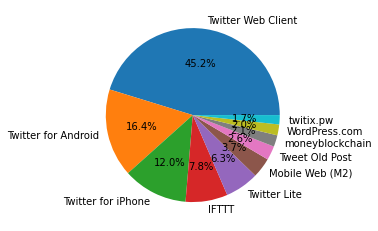 Twitter Web Client
45.2%
Twitter for Android
16.4%
Twitter for iPhone
12.0%
IFTTT
7.8%
Twitter Lite
6.3%
Mobile Web (M2)
3.7%
Tweet Old Post
2.6%
moneyblockchain
2.1%
WordPress.com
2.0%
twitix.pw
1.7%